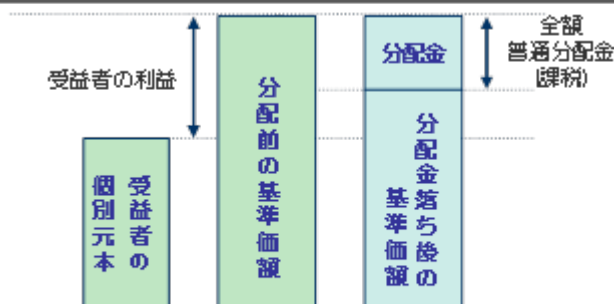 受益者の利益
受益者の
個別元本
分配前の基準価額
分配金
分配金落ち後の
基準価額
全額
普通分配金
(課税)